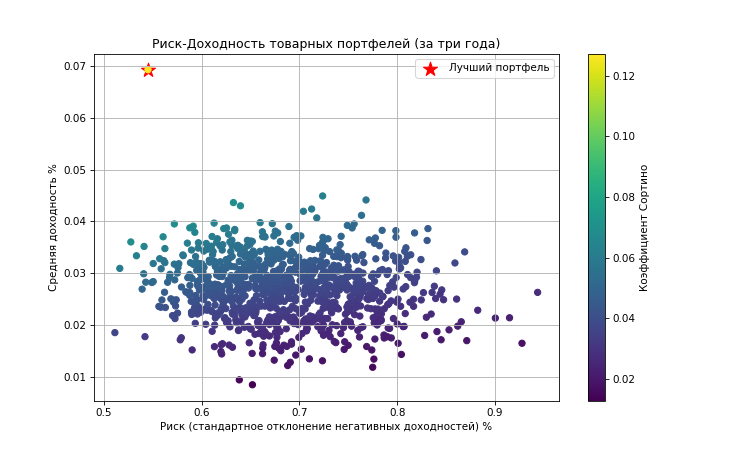 Риск-Доходность товарных портфелей (за три года)
Лучший портфель
Средняя доходность %
0.07
0.06
0.05
0.04
0.03
0.02
0.01
0.5 0.6 0.7 0.8 0.9
Риск (стандартное отклонение негативных доходностей) %
0.12
0.10
0.08
0.06
0.04
0.02
Коэффициент Сортино